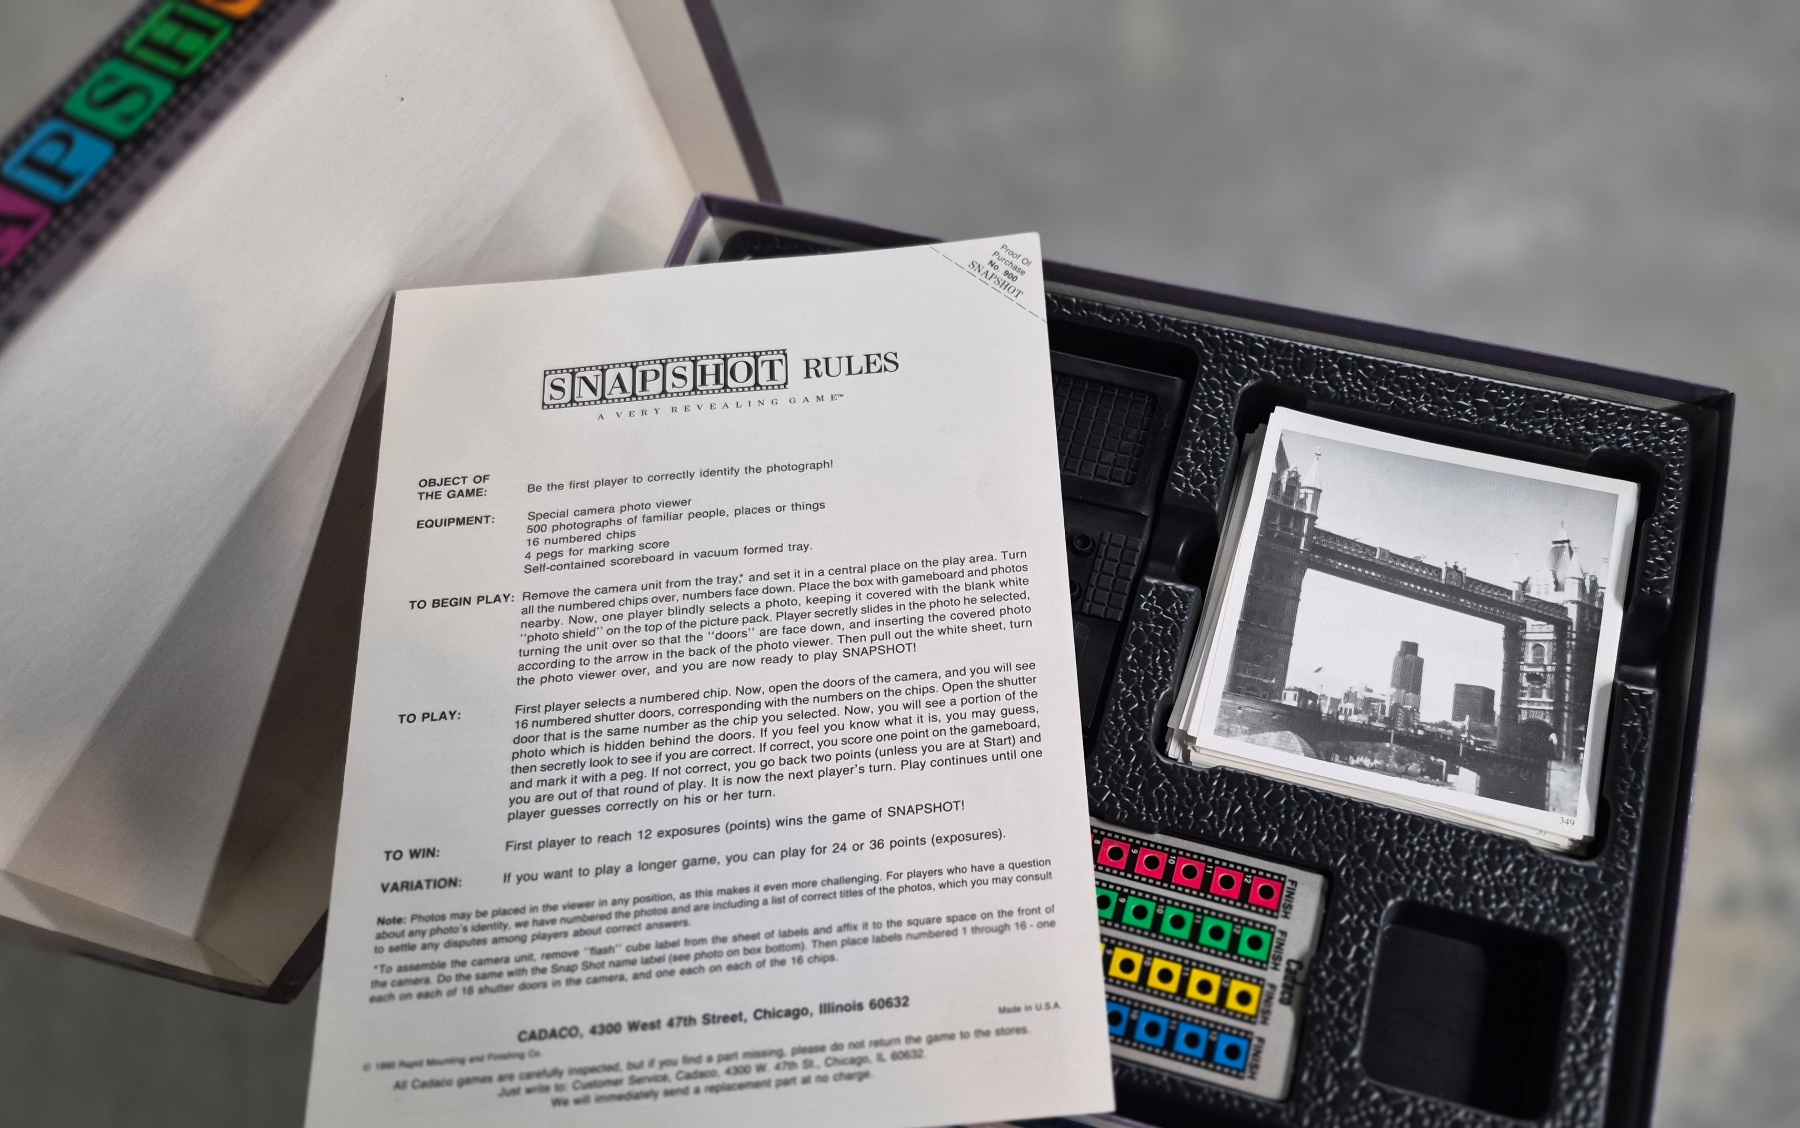 APSHO
Proof Of
Purchase
No. 900
SNAPSHOT
SNAPSHOT RULES
A VERY REVEALING GAME™
OBJECT OF
THE GAME:
Be the first player to correctly identify the photograph!
EQUIPMENT:
Special camera photo viewer
500 photographs of familiar people, places or things
16 numbered chips
4 pegs for marking score
Self-contained scoreboard in vacuum formed tray.
TO BEGIN PLAY:
Remove the camera unit from the tray,* and set it in a central place on the play area. Turn
all the numbered chips over, numbers face down. Place the box with gameboard and photos
nearby. Now, one player blindly selects a photo, keeping it covered with the blank white
"photo shield" on the top of the picture pack. Player secretly slides in the photo he selected,
turning the unit over so that the "doors" are face down, and inserting the covered photo
according to the arrow in the back of the photo viewer. Then pull out the white sheet, turn
the photo viewer over, and you are now ready to play SNAPSHOT!
TO PLAY:
First player selects a numbered chip. Now, open the doors of the camera, and you will see
16 numbered shutter doors, corresponding with the numbers on the chips. Open the shutter
door that is the same number as the chip you selected. Now, you will see a portion of the
photo which is hidden behind the doors. If you feel you know what it is, you may guess,
then secretly look to see if you are correct. If correct, you score one point on the gameboard,
and mark it with a peg. If not correct, you go back two points (unless you are at Start) and
you are out of that round of play. It is now the next player's turn. Play continues until one
player guesses correctly on his or her turn.
TO WIN:
First player to reach 12 exposures (points) wins the game of SNAPSHOT!
VARIATION:
If you want to play a longer game, you can play for 24 or 36 points (exposures).
Note: Photos may be placed in the viewer in any position, as this makes it even more challenging. For players who have a question
about any photo's identity, we have numbered the photos and are including a list of correct titles of the photos, which you may consult
to settle any disputes among players about correct answers.
*To assemble the camera unit, remove "flash" cube label from the sheet of labels and affix it to the square space on the front of
the camera. Do the same with the Snap Shot name label (see photo on box bottom). Then place labels numbered 1 through 16 - one
each on each of 16 shutter doors in the camera, and one each on each of the 16 chips.
CADACO, 4300 West 47th Street, Chicago, Illinois 60632
Made in U.S.A.
© 1990 Rapid Mounting and Finishing Co.
All Cadaco games are carefully inspected, but if you find a part missing, please do not return the game to the stores.
Just write to: Customer Service, Cadaco, 4300 W. 47th St., Chicago, IL 60632.
We will immediately send a replacement part at no charge.
349
8 9 10 11 12 FINISH
9 10 11 12 FINISH
FINISH
FINISH
Cadaco